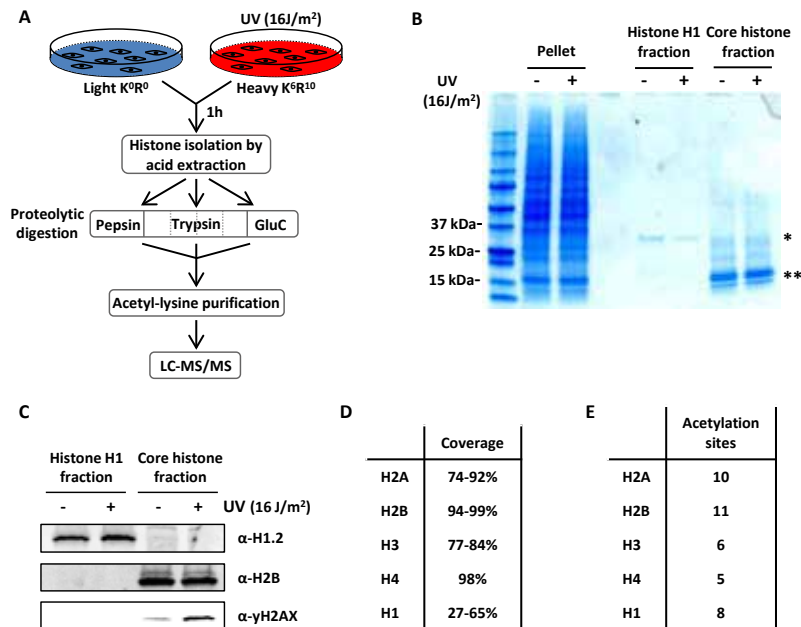 A
UV (16J/m²)
Light K⁰R⁰
Heavy K⁶R¹⁰
1h
Histone isolation by
acid extraction
Proteolytic
digestion
Pepsin
Trypsin
GluC
Acetyl-lysine purification
LC-MS/MS
B
Pellet
Histone H1
fraction
Core histone
fraction
UV
(16J/m²)
- + - + - +
37 kDa-
25 kDa-
15 kDa-
*
**
C
Histone H1
fraction
Core histone
fraction
- + - + UV (16 J/m²)
α-H1.2
α-H2B
α-yH2AX
D
Coverage
H2A 74-92%
H2B 94-99%
H3 77-84%
H4 98%
H1 27-65%
E
Acetylation
sites
H2A 10
H2B 11
H3 6
H4 5
H1 8